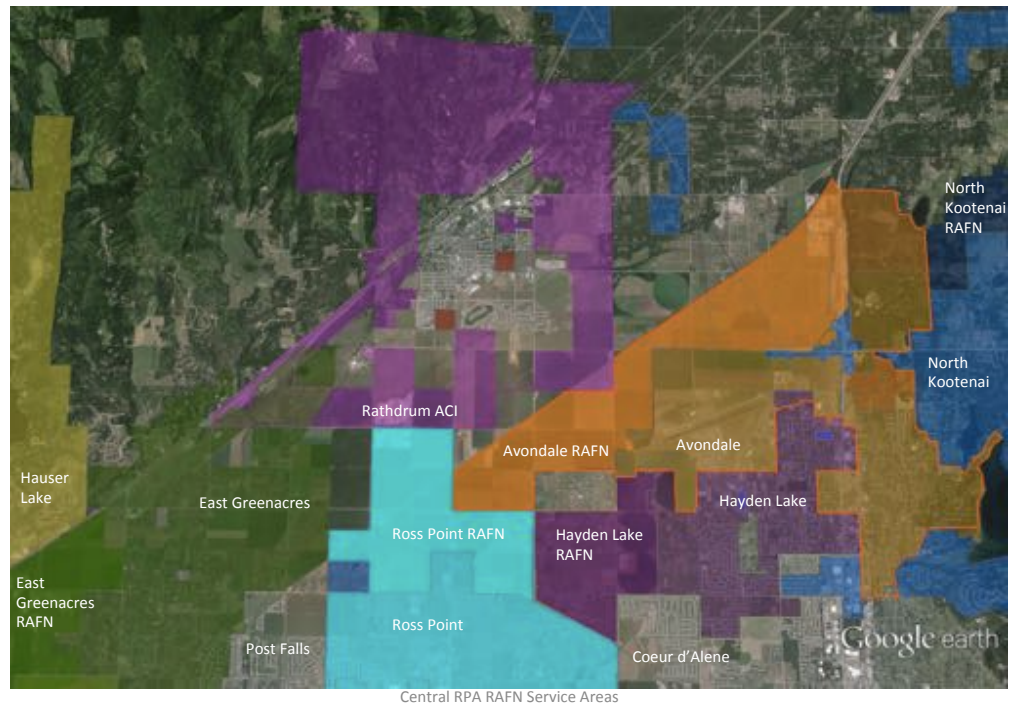 North
Kootenai
RAFN
North
Kootenai
Rathdrum ACI
Avondale RAFN
Avondale
Hauser
Lake
East Greenacres
Hayden Lake
Ross Point RAFN
Hayden Lake
RAFN
East
Greenacres
RAFN
Ross Point
Post Falls
Coeur d'Alene
Google earth
Central RPA RAFN Service Areas